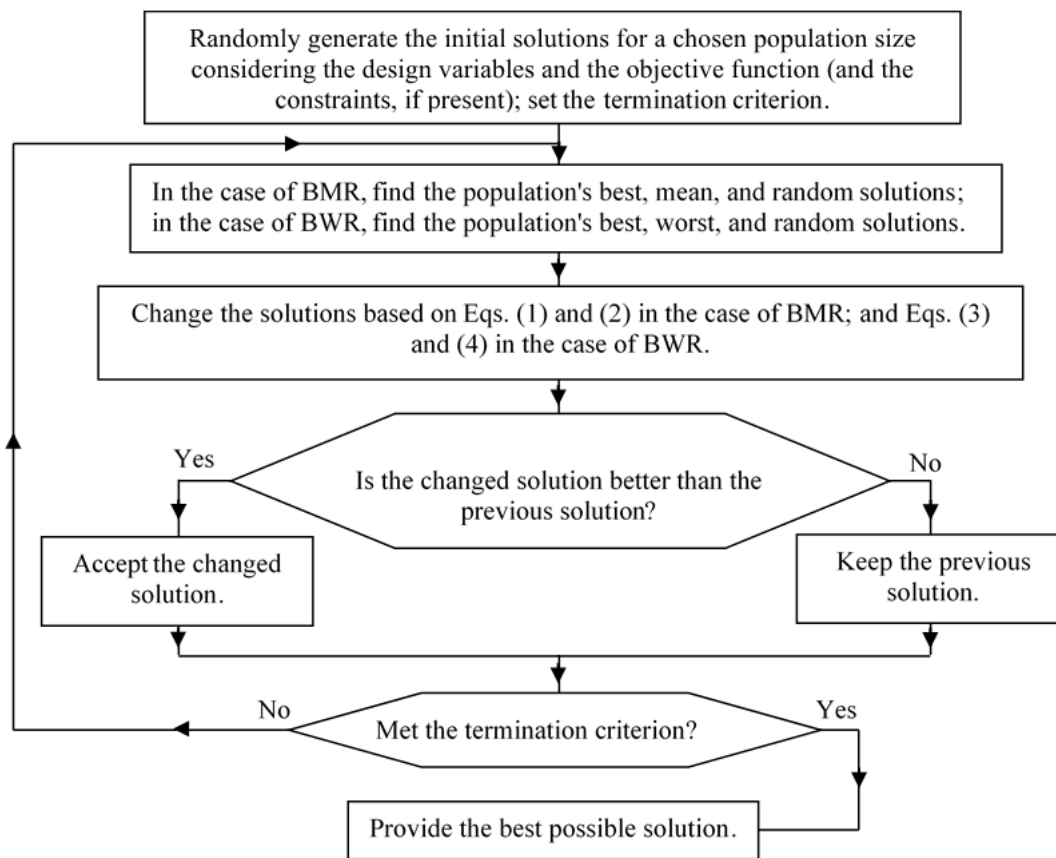 Randomly generate the initial solutions for a chosen population size
considering the design variables and the objective function (and the
constraints, if present); set the termination criterion.
In the case of BMR, find the population's best, mean, and random solutions;
in the case of BWR, find the population's best, worst, and random solutions.
Change the solutions based on Eqs. (1) and (2) in the case of BMR; and Eqs. (3)
and (4) in the case of BWR.
Yes
No
Is the changed solution better than the
previous solution?
Accept the changed
solution.
Keep the previous
solution.
No
Yes
Met the termination criterion?
Provide the best possible solution.